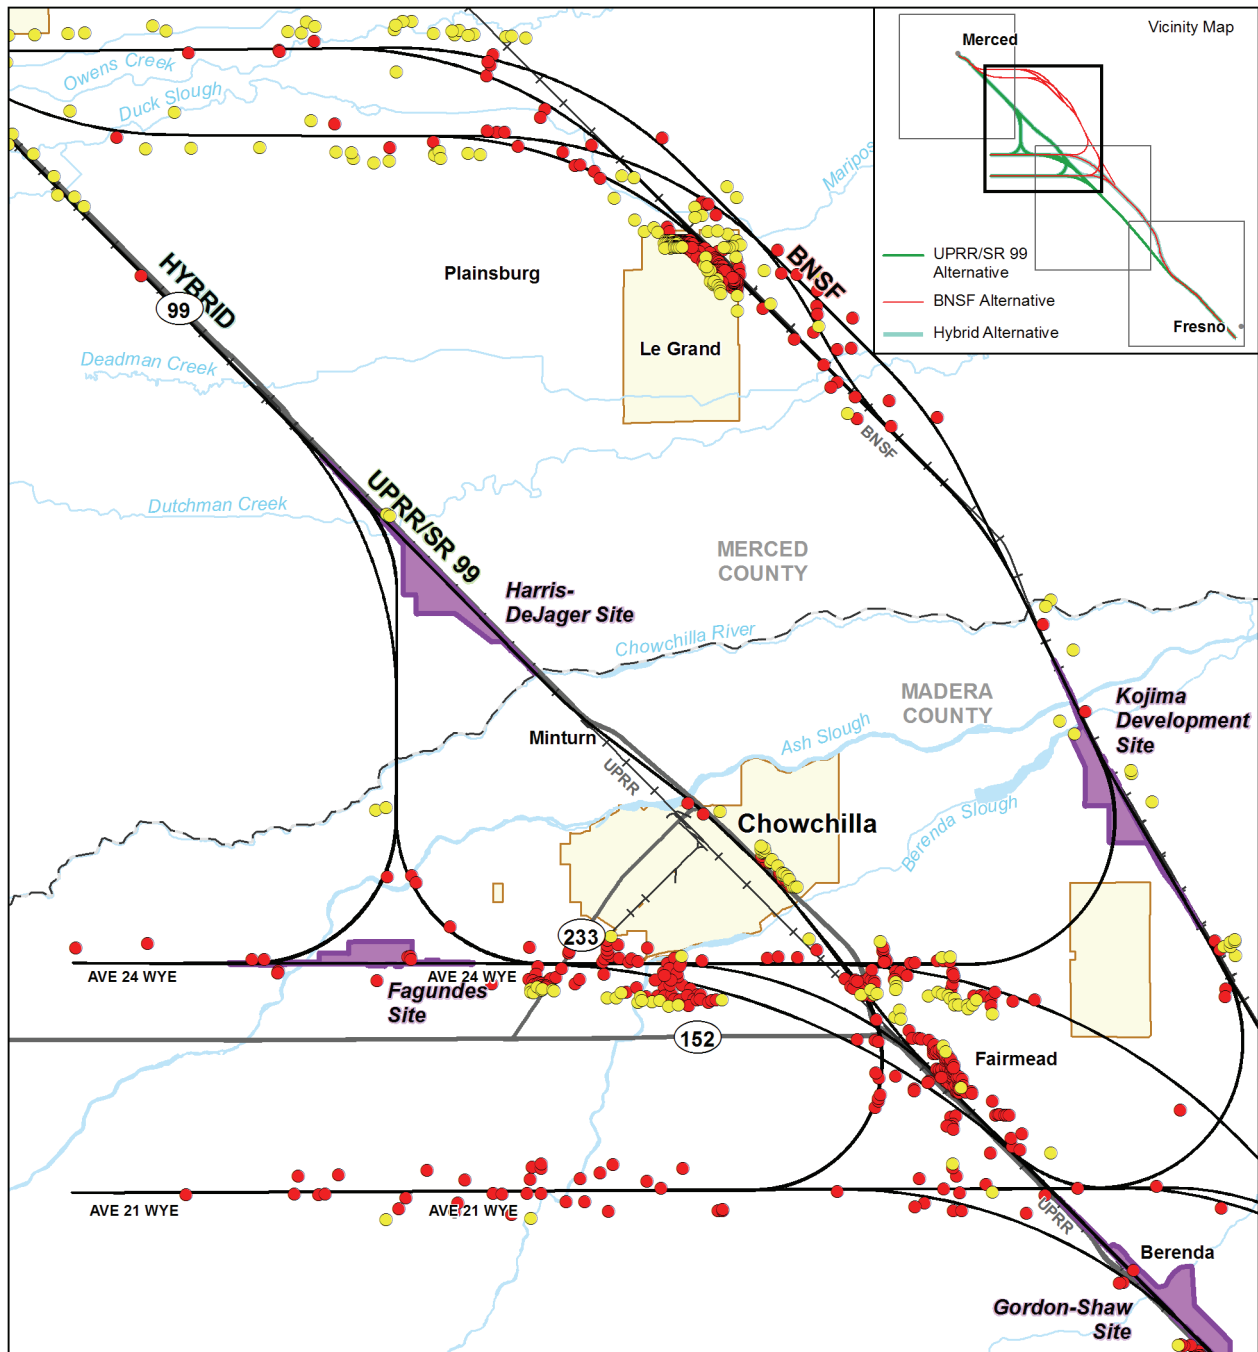 Vicinity Map
Merced
UPRR/SR 99
Alternative
BNSF Alternative
Hybrid Alternative
Fresno
Owens Creek
Duck Slough
Maripos
HYBRID
99
Plainsburg
BNSF
Le Grand
Deadman Creek
BNSF
Dutchman Creek
UPRR/SR 99
MERCED
COUNTY
Harris-
DeJager Site
Chowchilla River
MADERA
COUNTY
Kojima
Development
Site
Minturn
Ash Slough
UPRR
Berenda Slough
Chowchilla
233
AVE 24 WYE
AVE 24 WYE
Fagundes
Site
152
Fairmead
AVE 21 WYE
AVE 21 WYE
UPRR
Berenda
Gordon-Shaw
Site